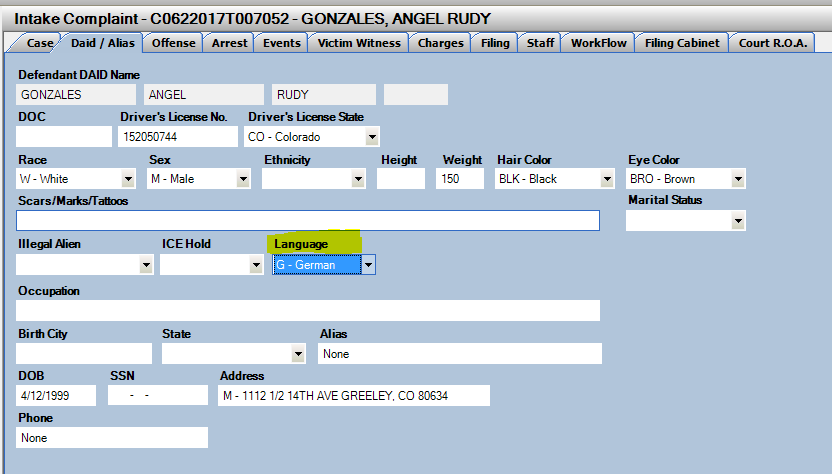 Intake Complaint - C0622017T007052 - GONZALES, ANGEL RUDY
Case Daid / Alias Offense Arrest Events Victim Witness Charges Filing Staff WorkFlow Filing Cabinet Court R.O.A.
Defendant DAID Name
GONZALES ANGEL RUDY
DOC Driver's License No. Driver's License State
152050744 CO - Colorado
Race Sex Ethnicity Height Weight Hair Color Eye Color
W - White M - Male 150 BLK - Black BRO - Brown
Scars/Marks/Tattoos Marital Status
Illegal Alien ICE Hold Language
G - German
Occupation
Birth City State Alias
None
DOB SSN Address
4/12/1999 - - M - 1112 1/2 14TH AVE GREELEY, CO 80634
Phone
None